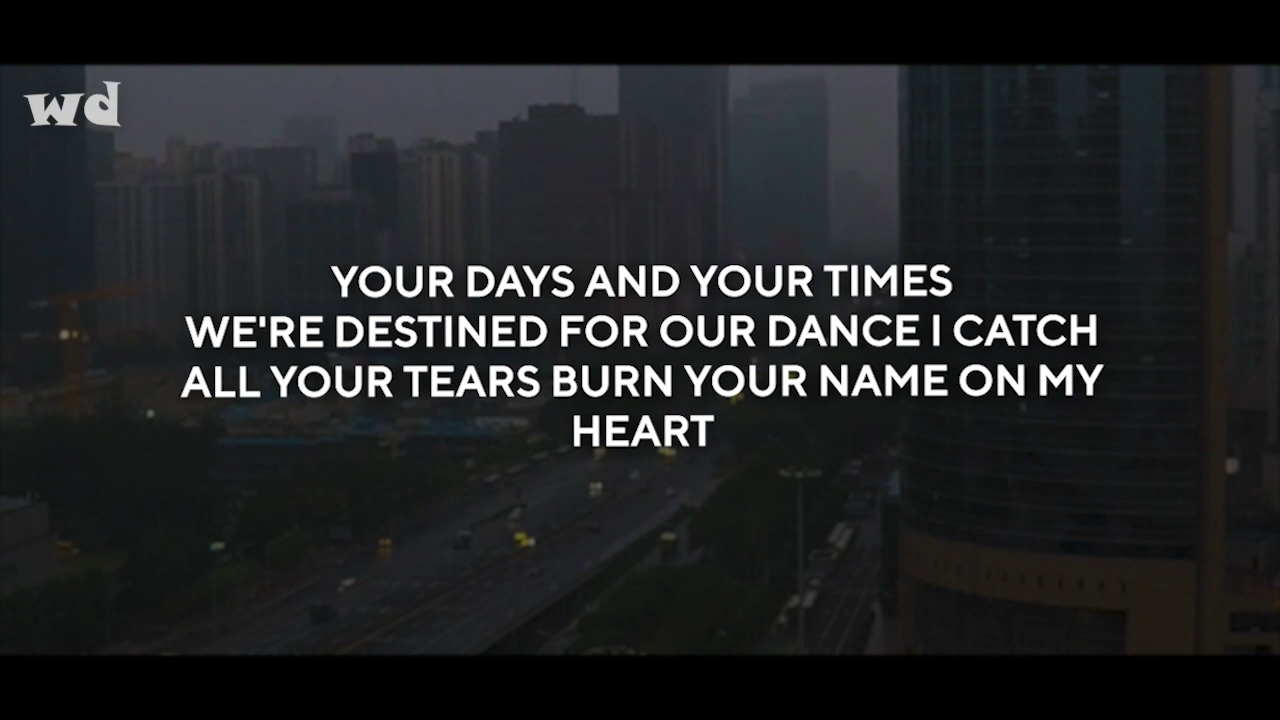 wd
YOUR DAYS AND YOUR TIMES
WE'RE DESTINED FOR OUR DANCE I CATCH
ALL YOUR TEARS BURN YOUR NAME ON MY
HEART